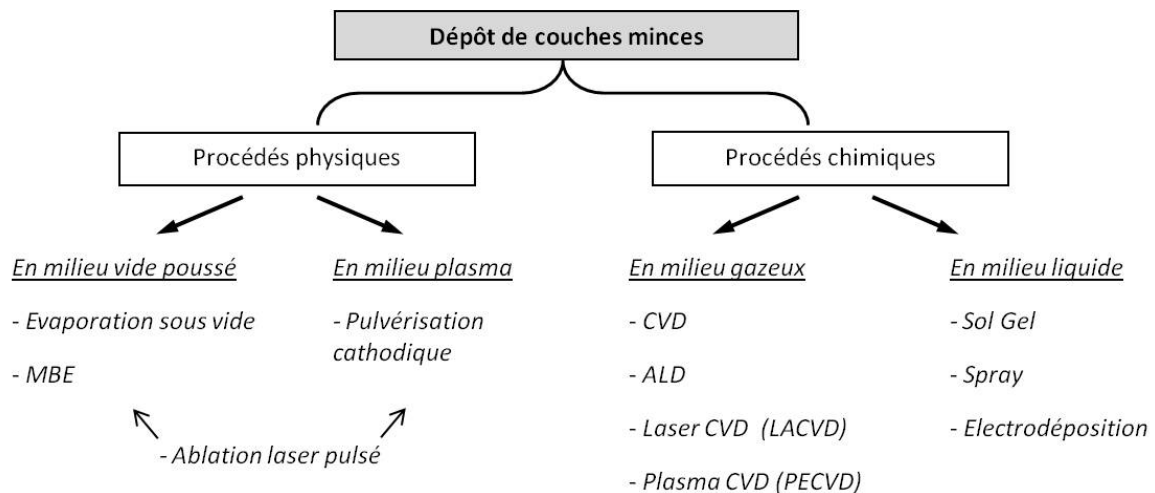 Dépôt de couches minces
Procédés physiques
Procédés chimiques
En milieu vide poussé
- Evaporation sous vide
- MBE
En milieu plasma
- Pulvérisation
cathodique
- Ablation laser pulsé
En milieu gazeux
- CVD
- ALD
- Laser CVD (LACVD)
- Plasma CVD (PECVD)
En milieu liquide
- Sol Gel
- Spray
- Electrodéposition